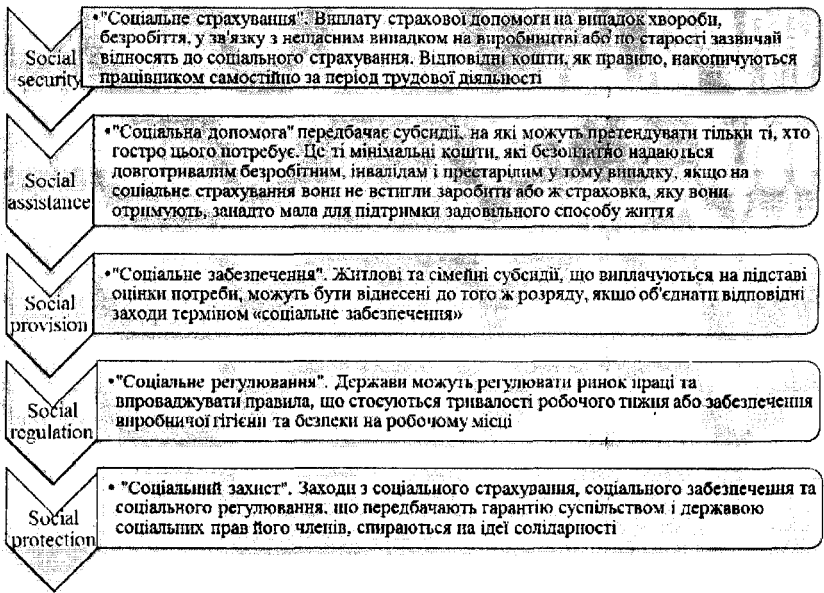 Social
security
•"Соціальне страхування". Виплату страхової допомоги на випадок хвороби,
безробіття, у зв'язку з нещасним випадком на виробництві або по старості зазвичай
відносять до соціального страхування. Відповідні кошти, як правило, накопичуються
працівником самостійно за період трудової діяльності
Social
assistance
•"Соціальна допомога" передбачає субсидії, на які можуть претендувати тільки ті, хто
гостро цього потребує. Це ті мінімальні кошти, які безоплатно надаються
довготривалим безробітним, інвалідам і престарілим у тому випадку, якщо на
соціальне страхування вони не встигли заробити або ж страховка, яку вони
отримують, занадто мала для підтримки задовільного способу життя
Social
provision
•"Соціальне забезпечення". Житлові та сімейні субсидії, що виплачуються на підставі
оцінки потреби, можуть бути віднесені до того ж розряду, якщо об'єднати відповідні
заходи терміном «соціальне забезпечення»
Social
regulation
•"Соціальне регулювання". Держави можуть регулювати ринок праці та
впроваджувати правила, що стосуються тривалості робочого тижня або забезпечення
виробничої гігієни та безпеки на робочому місці
Social
protection
• "Соціальний захист". Заходи з соціального страхування, соціального забезпечення та
соціального регулювання, що передбачають гарантію суспільством і державою
соціальних прав його членів, спираються на ідеї солідарності